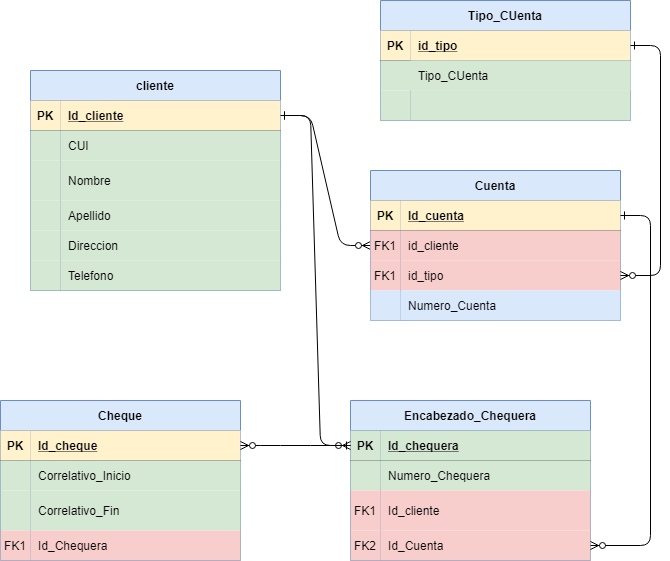 Tipo_CUenta
PK id_tipo
Tipo_CUenta
cliente
PK Id_cliente
CUI
Nombre
Apellido
Direccion
Telefono
Cuenta
PK Id_cuenta
FK1 id_cliente
FK1 id_tipo
Numero_Cuenta
Cheque
PK Id_cheque
Correlativo_Inicio
Correlativo_Fin
FK1 Id_Chequera
Encabezado_Chequera
PK Id_chequera
Numero_Chequera
FK1 Id_cliente
FK2 Id_Cuenta